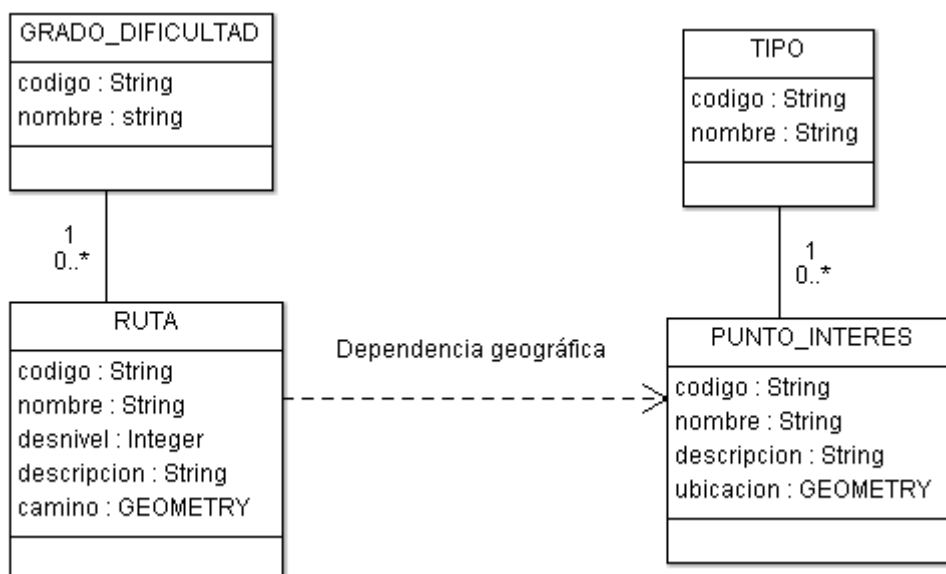 GRADO_DIFICULTAD
codigo : String
nombre : string
TIPO
codigo : String
nombre : String
1
0..*
1
0..*
RUTA
codigo : String
nombre : String
desnivel : Integer
descripcion : String
camino : GEOMETRY
Dependencia geográfica
PUNTO_INTERES
codigo : String
nombre : String
descripcion : String
ubicacion : GEOMETRY